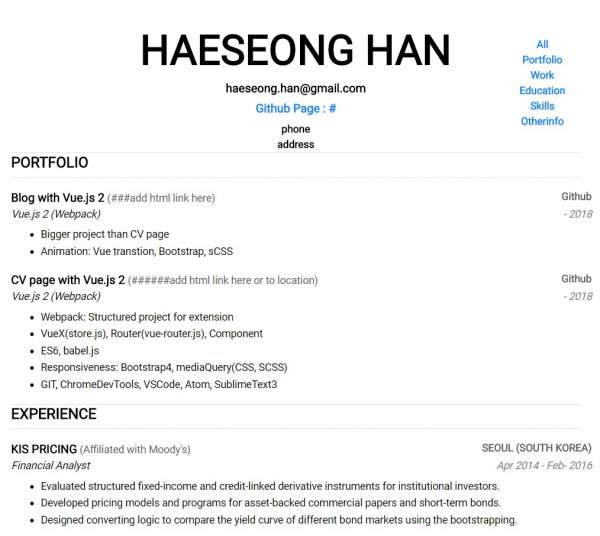 HAESEONG HAN
haeseong.han@gmail.com
Github Page : #
phone
address
All
Portfolio
Work
Education
Skills
Otherinfo
PORTFOLIO
Blog with Vue.js 2 (###add html link here) Github
Vue.js 2 (Webpack) - 2018
• Bigger project than CV page
• Animation: Vue transtion, Bootstrap, sCSS
CV page with Vue.js 2 (######add html link here or to location) Github
Vue.js 2 (Webpack) - 2018
• Webpack: Structured project for extension
• VueX(store.js), Router(vue-router.js), Component
• ES6, babel.js
• Responsiveness: Bootstrap4, mediaQuery(CSS, SCSS)
• GIT, ChromeDevTools, VSCode, Atom, SublimeText3
EXPERIENCE
KIS PRICING (Affiliated with Moody's) SEOUL (SOUTH KOREA)
Financial Analyst Apr 2014 - Feb- 2016
• Evaluated structured fixed-income and credit-linked derivative instruments for institutional investors.
• Developed pricing models and programs for asset-backed commercial papers and short-term bonds.
• Designed converting logic to compare the yield curve of different bond markets using the bootstrapping.